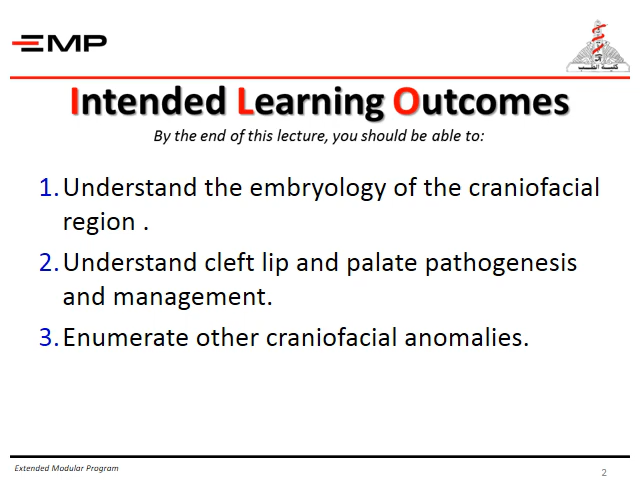 EMP
كلية الطب
Intended Learning Outcomes
By the end of this lecture, you should be able to:
1. Understand the embryology of the craniofacial
region .
2. Understand cleft lip and palate pathogenesis
and management.
3. Enumerate other craniofacial anomalies.
Extended Modular Program
2